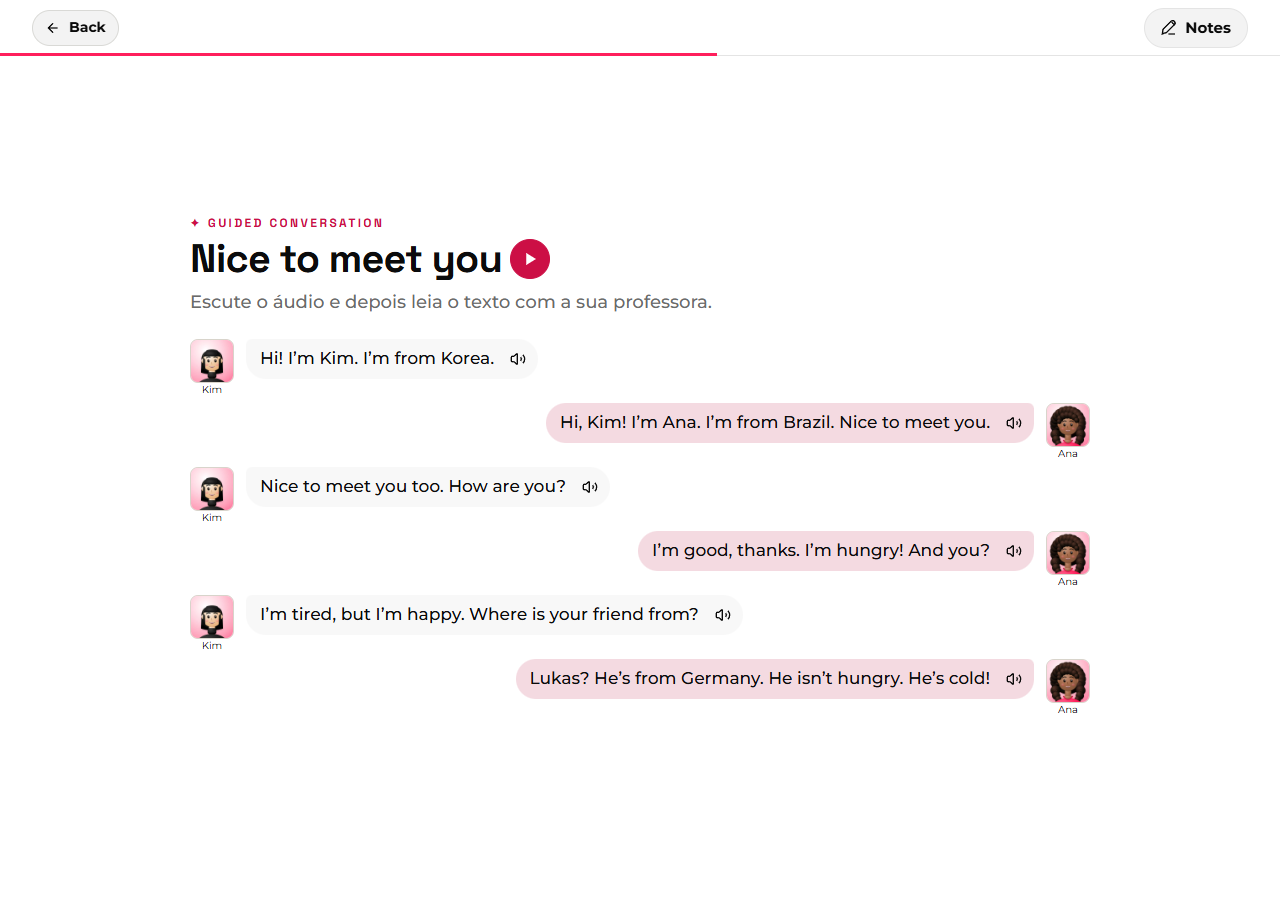 Back
Notes
GUIDED CONVERSATION
Nice to meet you
Escute o áudio e depois leia o texto com a sua professora.
Hi! I’m Kim. I’m from Korea.
Kim
Hi, Kim! I’m Ana. I’m from Brazil. Nice to meet you.
Ana
Nice to meet you too. How are you?
Kim
I’m good, thanks. I’m hungry! And you?
Ana
I’m tired, but I’m happy. Where is your friend from?
Kim
Lukas? He’s from Germany. He isn’t hungry. He’s cold!
Ana